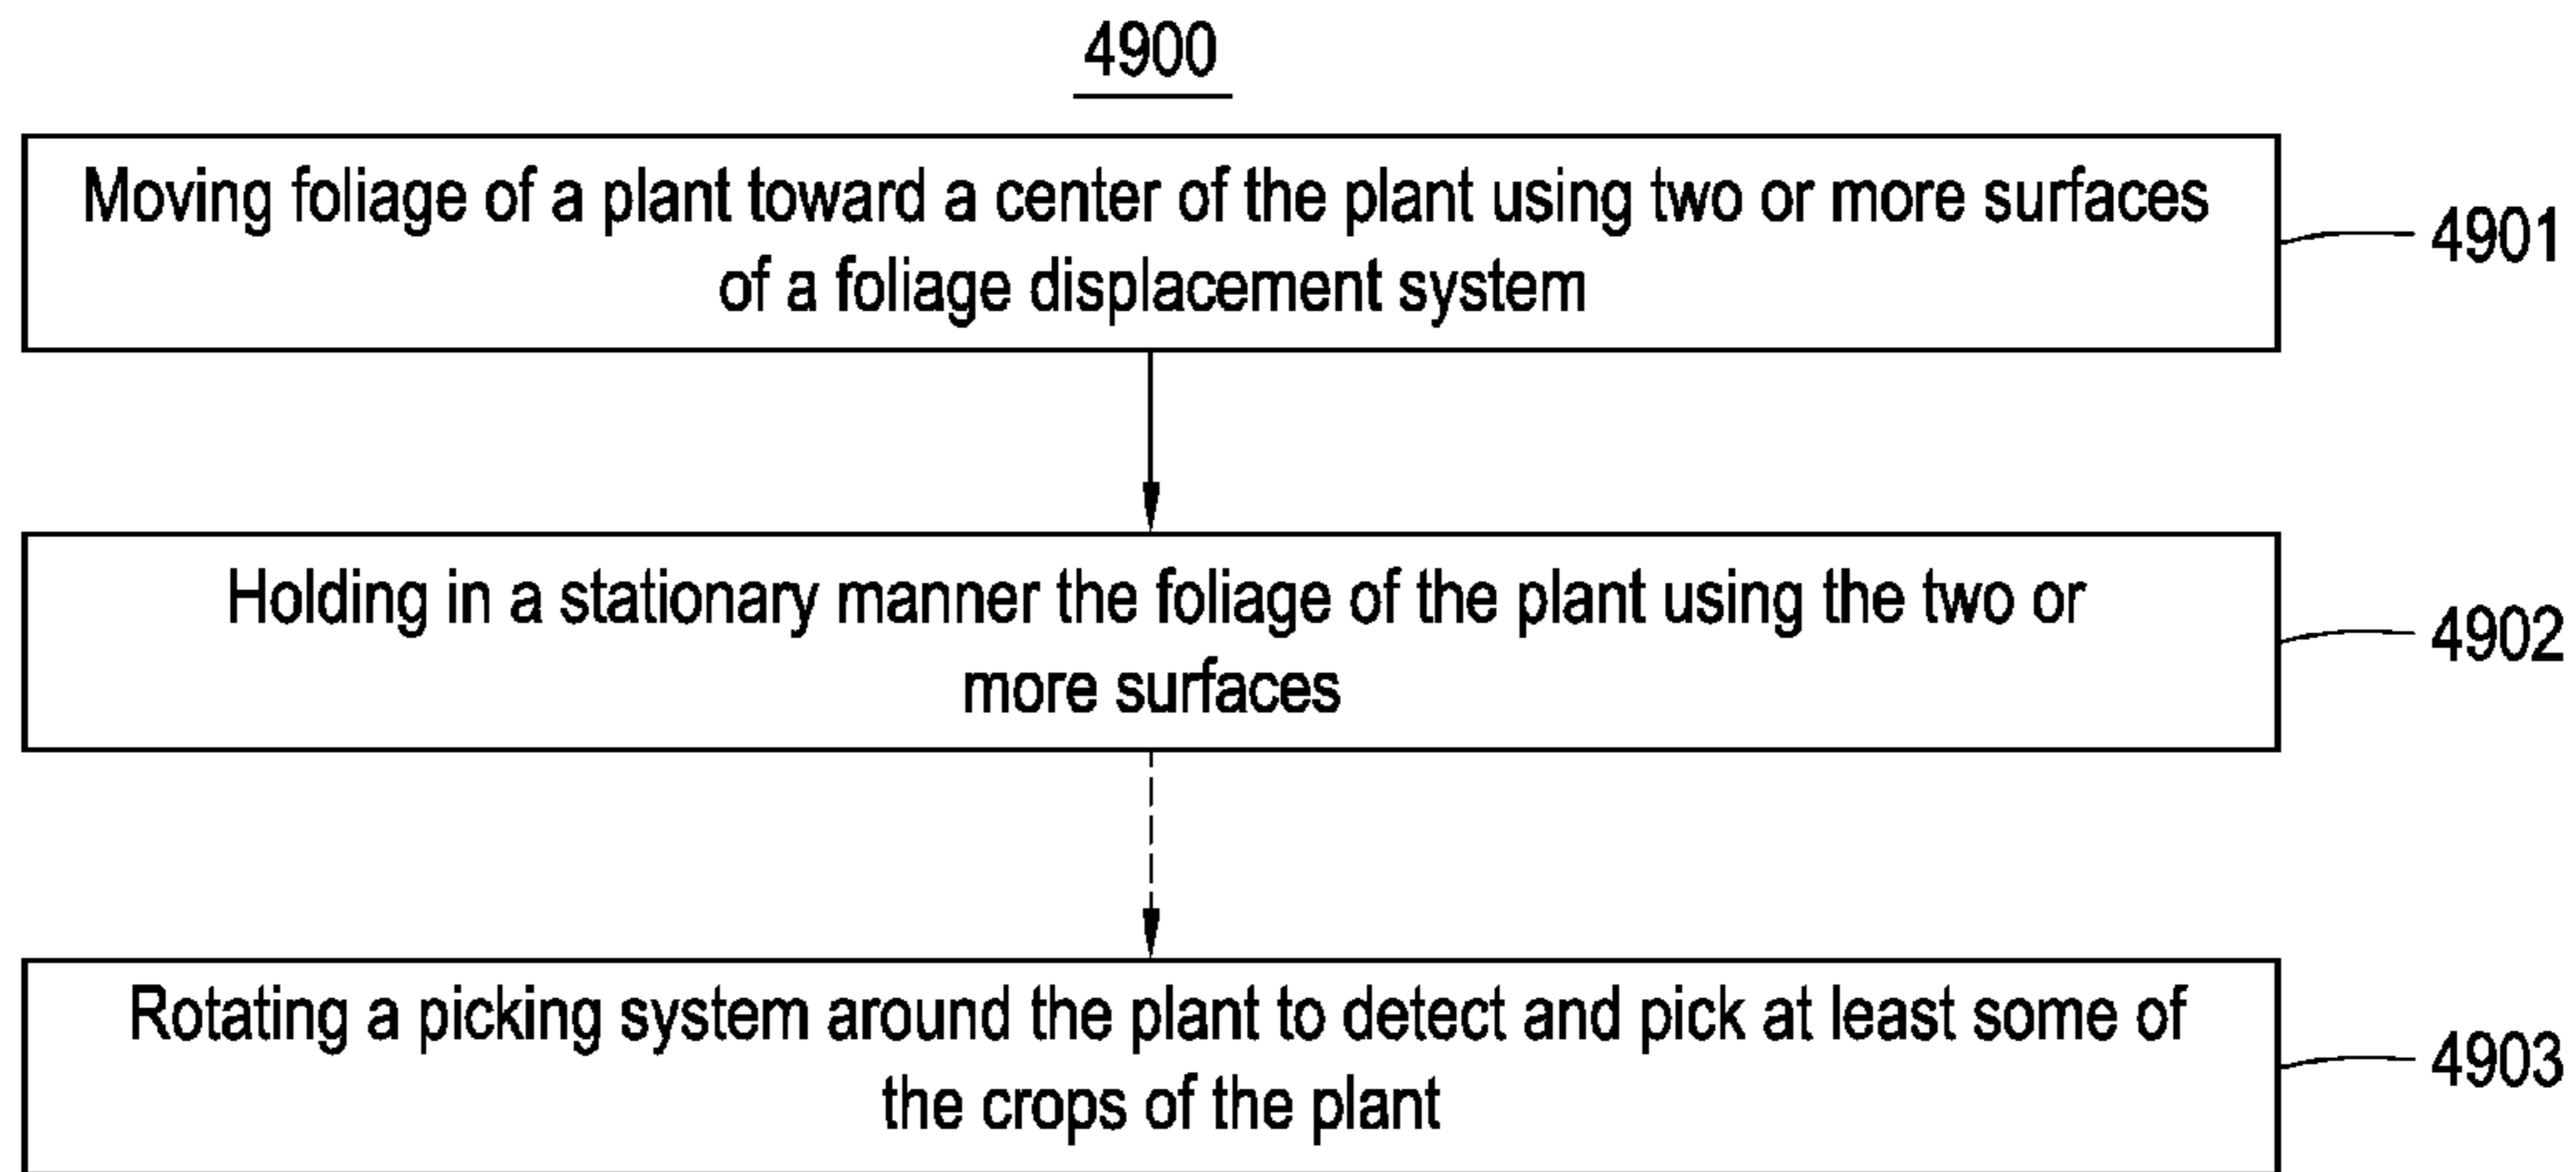 4900
Moving foliage of a plant toward a center of the plant using two or more surfaces
of a foliage displacement system
4901
Holding in a stationary manner the foliage of the plant using the two or
more surfaces
4902
Rotating a picking system around the plant to detect and pick at least some of
the crops of the plant
4903